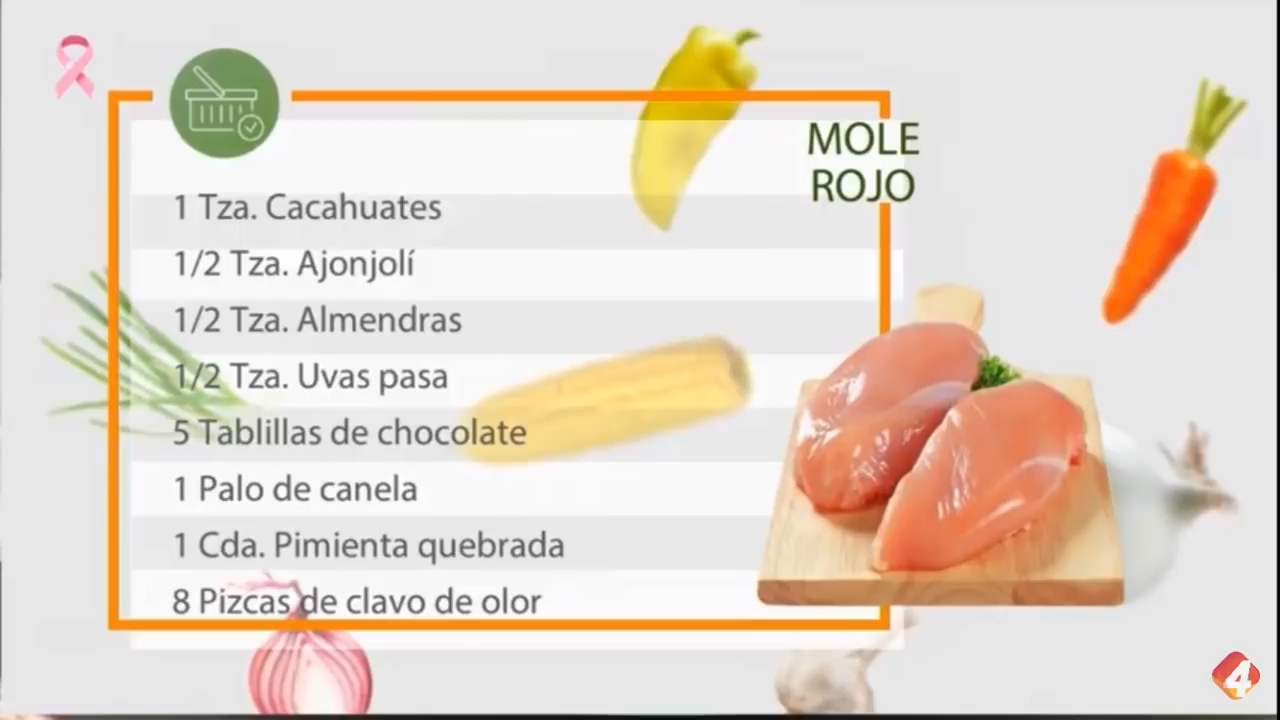 MOLE
ROJO
1 Tza. Cacahuates
1/2 Tza. Ajonjolí
1/2 Tza. Almendras
1/2 Tza. Uvas pasa
5 Tablillas de chocolate
1 Palo de canela
1 Cda. Pimienta quebrada
8 Pizcas de clavo de olor
4